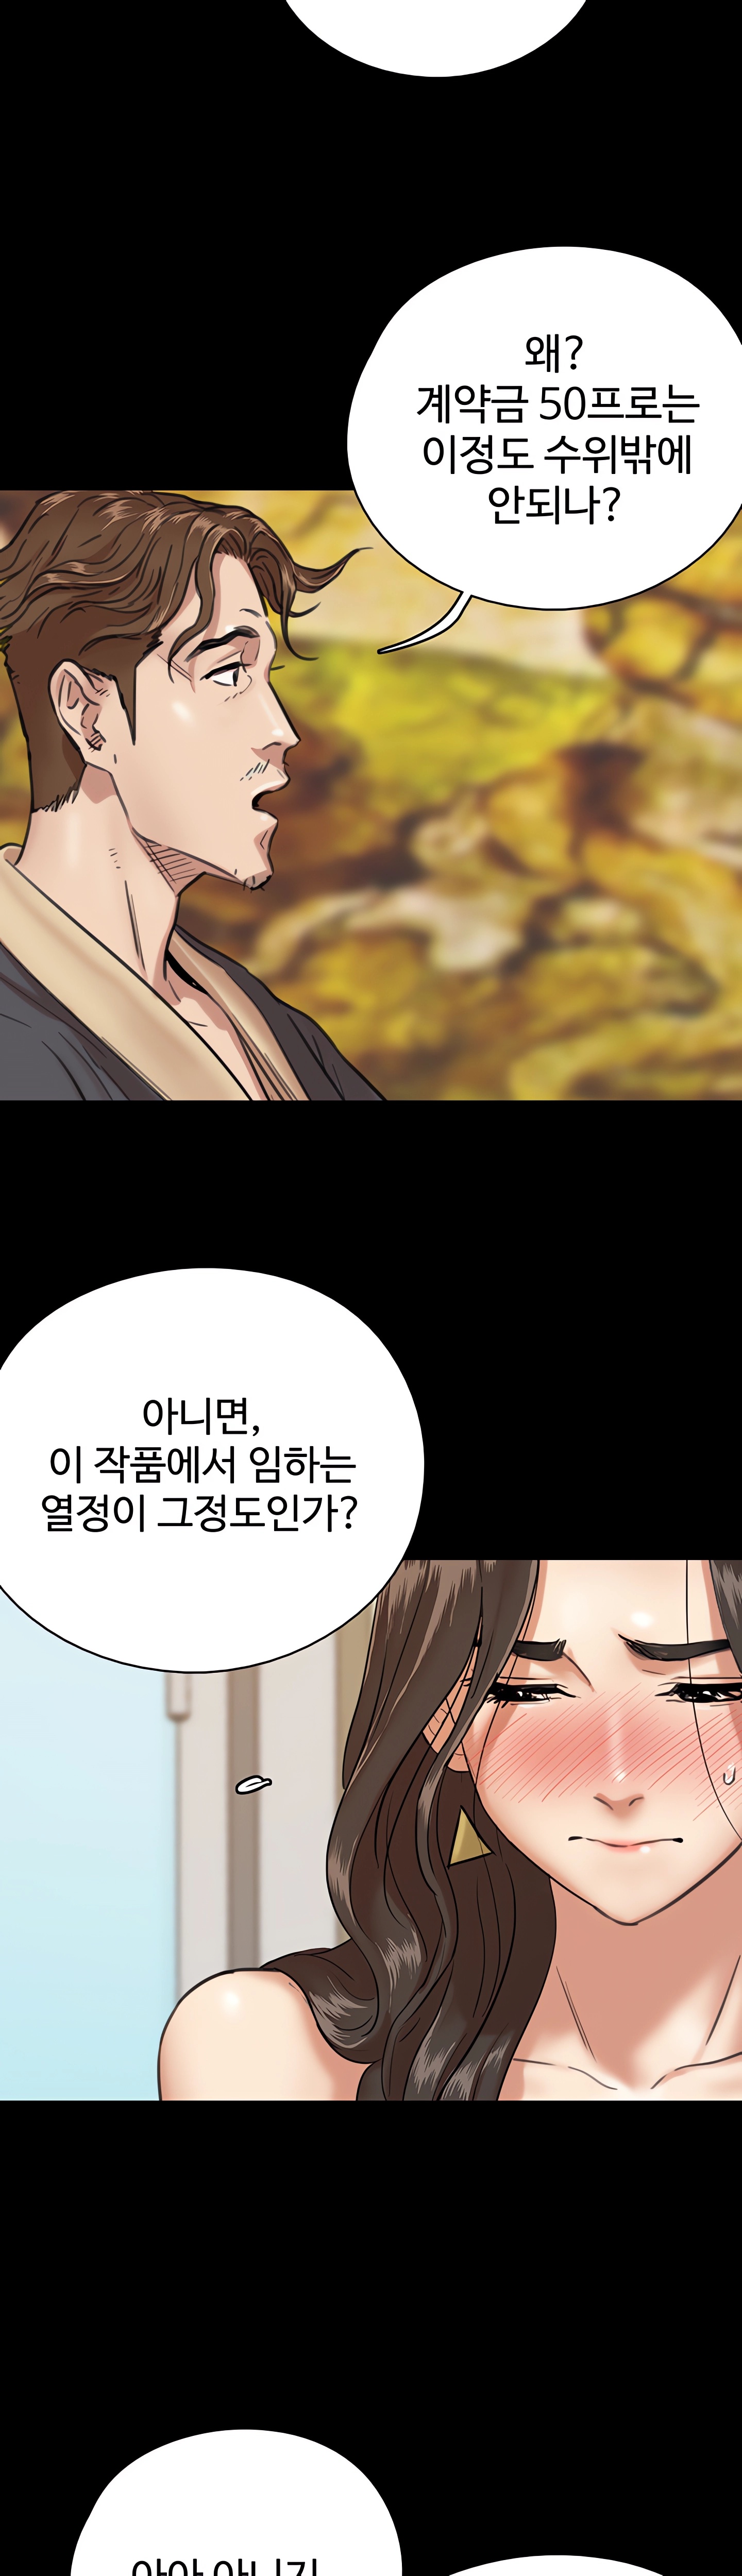 왜?
계약금 50프로는
이정도 수위밖에
안되나?
아니면,
이 작품에서 임하는
열정이 그정도인가?